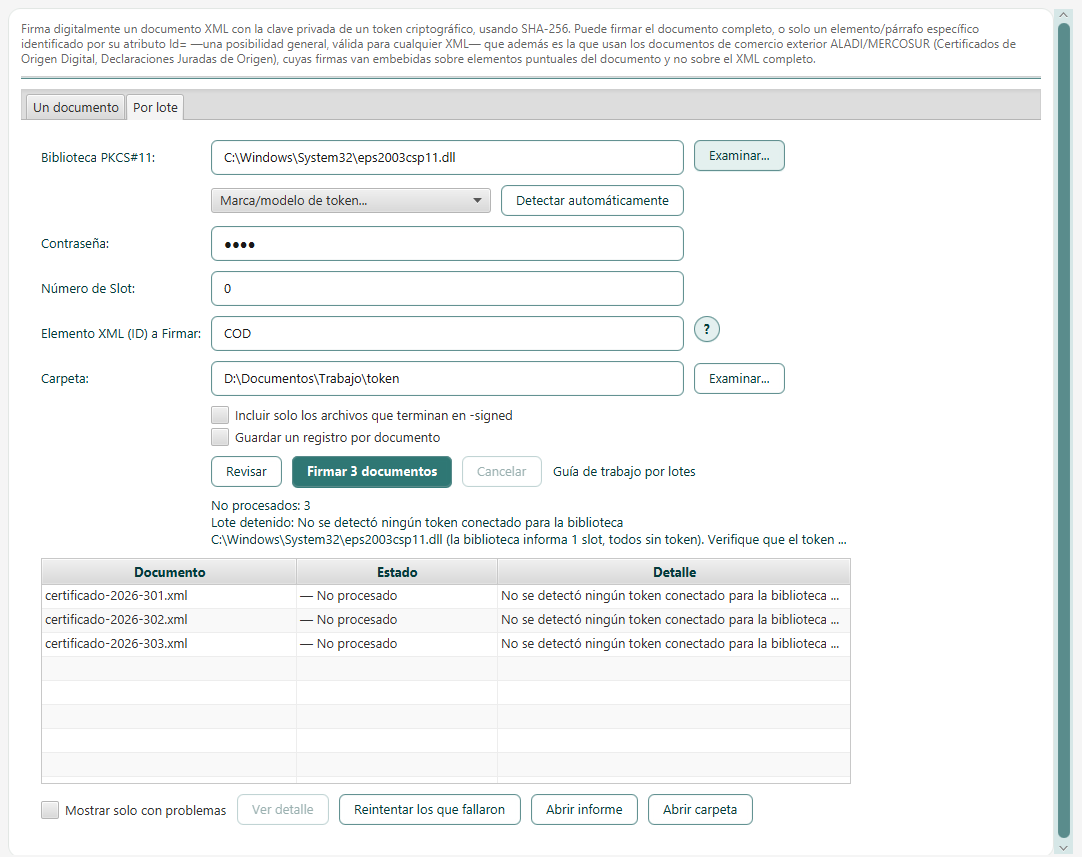 Firma digitalmente un documento XML con la clave privada de un token criptográfico, usando SHA-256. Puede firmar el documento completo, o solo un elemento/párrafo específico
identificado por su atributo Id= —una posibilidad general, válida para cualquier XML— que además es la que usan los documentos de comercio exterior ALADI/MERCOSUR (Certificados de
Origen Digital, Declaraciones Juradas de Origen), cuyas firmas van embebidas sobre elementos puntuales del documento y no sobre el XML completo.
Un documento Por lote
Biblioteca PKCS#11: C:\Windows\System32\eps2003csp11.dll Examinar...
Marca/modelo de token... Detectar automáticamente
Contraseña: ●●●●
Número de Slot: 0
Elemento XML (ID) a Firmar: COD ?
Carpeta: D:\Documentos\Trabajo\token Examinar...
Incluir solo los archivos que terminan en -signed
Guardar un registro por documento
Revisar Firmar 3 documentos Cancelar Guía de trabajo por lotes
No procesados: 3
Lote detenido: No se detectó ningún token conectado para la biblioteca
C:\Windows\System32\eps2003csp11.dll (la biblioteca informa 1 slot, todos sin token). Verifique que el token ...
Documento Estado Detalle
certificado-2026-301.xml — No procesado No se detectó ningún token conectado para la biblioteca ...
certificado-2026-302.xml — No procesado No se detectó ningún token conectado para la biblioteca ...
certificado-2026-303.xml — No procesado No se detectó ningún token conectado para la biblioteca ...
Mostrar solo con problemas Ver detalle Reintentar los que fallaron Abrir informe Abrir carpeta